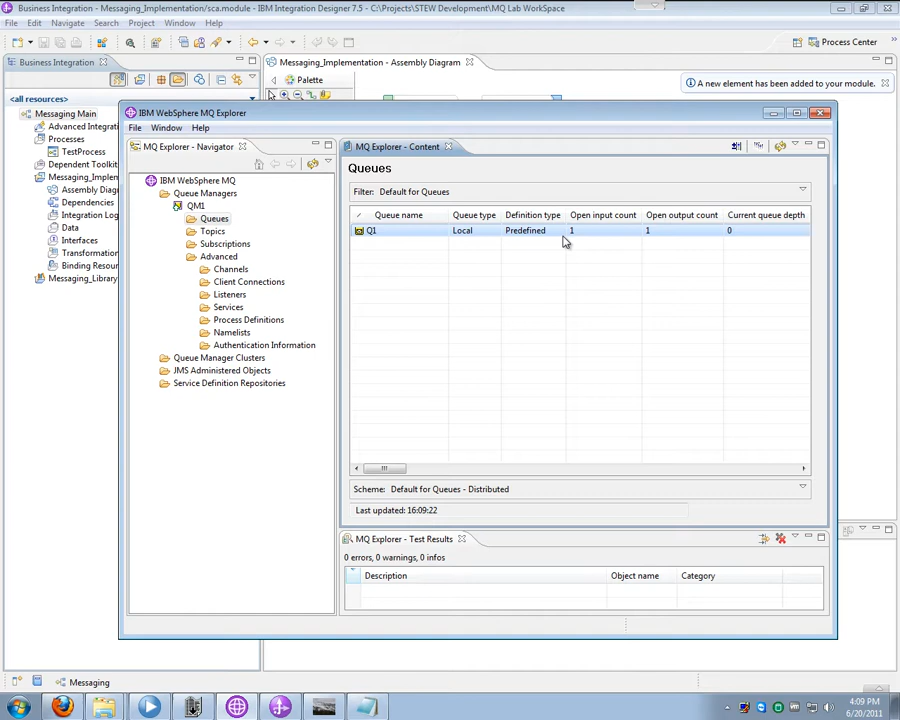 Business Integration - Messaging_Implementation/sca.module - IBM Integration Designer 7.5 - C:\Projects\STEW Development\MQ Lab WorkSpace
File Edit Navigate Search Project Window Help
Process Center
Business Integration
Messaging_Implementation - Assembly Diagram
<all resources>
Palette
A new element has been added to your module.
Messaging Main
Advanced Integrati
Processes
TestProcess
Dependent Toolkit
Messaging_Implem
Assembly Diag
Dependencies
Integration Log
Data
Interfaces
Transformation
Binding Resour
Messaging_Library
IBM WebSphere MQ Explorer
File Window Help
MQ Explorer - Navigator
IBM WebSphere MQ
Queue Managers
QM1
Queues
Topics
Subscriptions
Advanced
Channels
Client Connections
Listeners
Services
Process Definitions
Namelists
Authentication Information
Queue Manager Clusters
JMS Administered Objects
Service Definition Repositories
MQ Explorer - Content
Queues
Filter: Default for Queues
Queue name Queue type Definition type Open input count Open output count Current queue depth
Q1 Local Predefined 1 1 0
Scheme: Default for Queues - Distributed
Last updated: 16:09:22
MQ Explorer - Test Results
0 errors, 0 warnings, 0 infos
Description Object name Category
Messaging
4:09 PM
6/20/2011